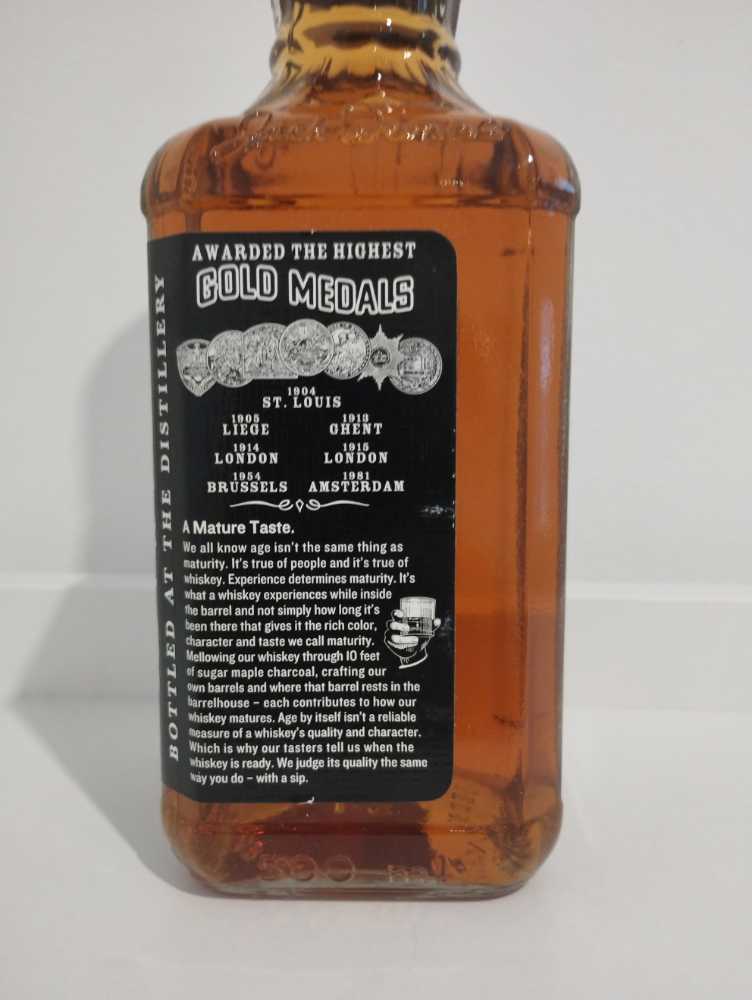 Jack Daniel's
AWARDED THE HIGHEST
GOLD MEDALS
1904
ST. LOUIS
1905
LIEGE
1913
GHENT
1914
LONDON
1915
LONDON
1954
BRUSSELS
1981
AMSTERDAM
BOTTLED AT THE DISTILLERY
A Mature Taste.
We all know age isn't the same thing as
maturity. It's true of people and it's true of
whiskey. Experience determines maturity. It's
what a whiskey experiences while inside
the barrel and not simply how long it's
been there that gives it the rich color,
character and taste we call maturity.
Mellowing our whiskey through 10 feet
of sugar maple charcoal, crafting our
own barrels and where that barrel rests in the
barrelhouse – each contributes to how our
whiskey matures. Age by itself isn't a reliable
measure of a whiskey's quality and character.
Which is why our tasters tell us when the
whiskey is ready. We judge its quality the same
way you do – with a sip.
500 ml